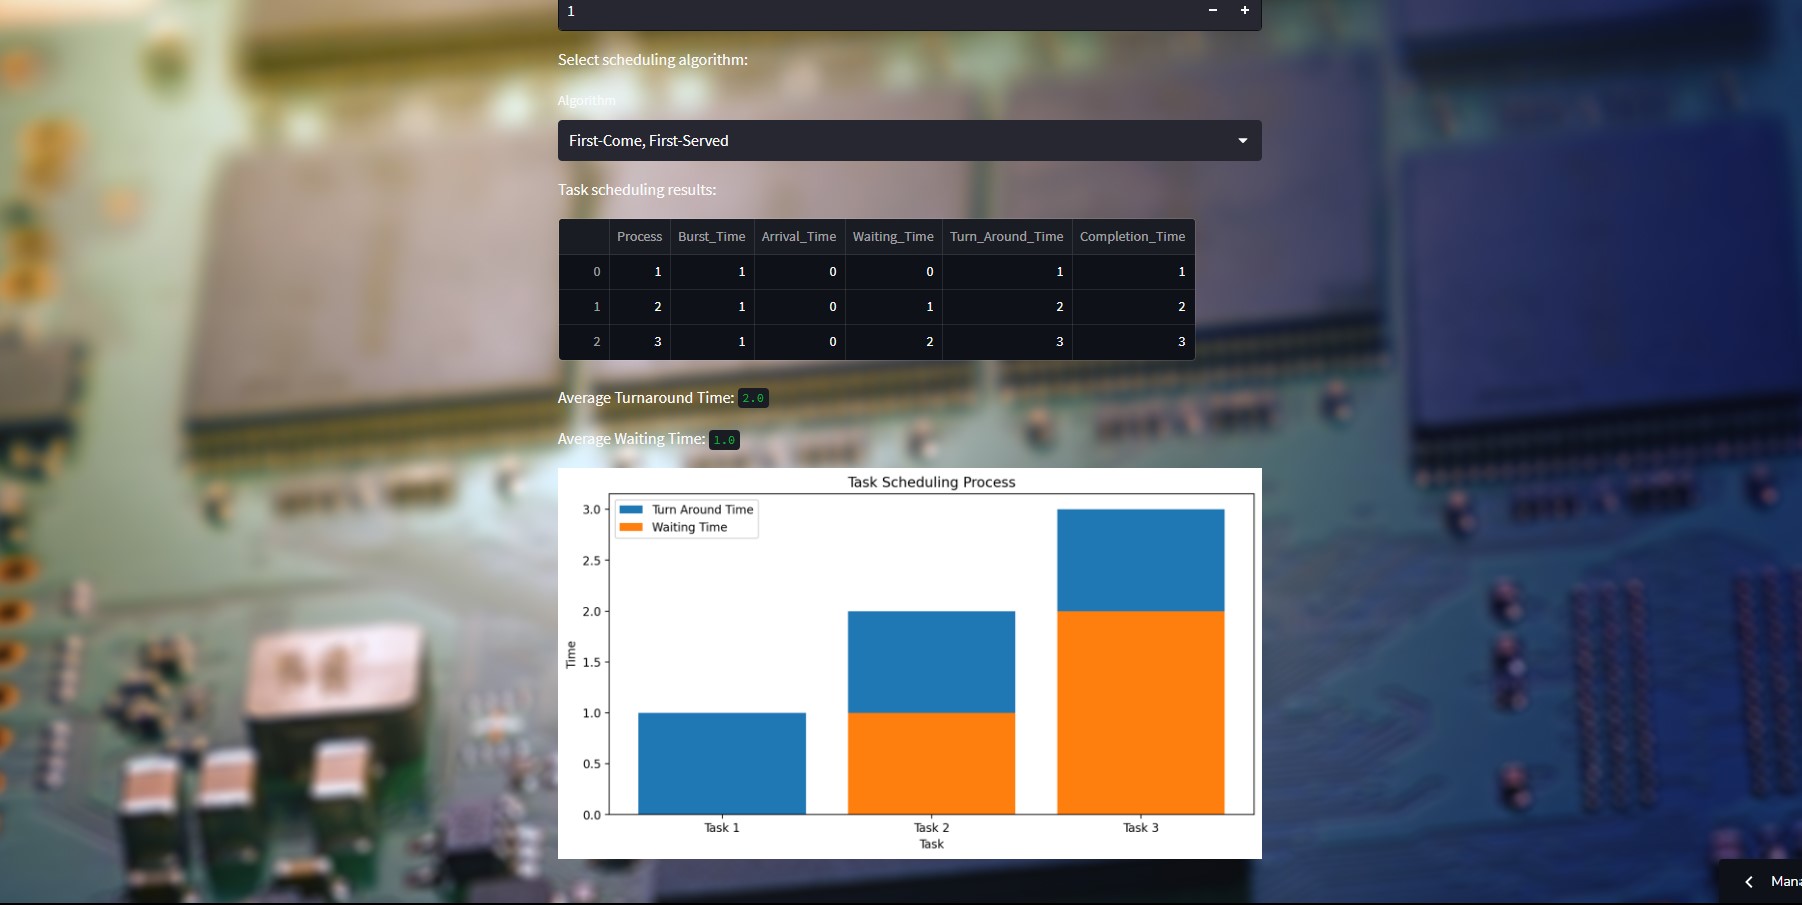 1 − +
Select scheduling algorithm:
Algorithm
First-Come, First-Served
Task scheduling results:
Process Burst_Time Arrival_Time Waiting_Time Turn_Around_Time Completion_Time
0 1 1 0 0 1 1
1 2 1 0 1 2 2
2 3 1 0 2 3 3
Average Turnaround Time: 2.0
Average Waiting Time: 1.0
Task Scheduling Process
Turn Around Time
Waiting Time
3.0
2.5
2.0
1.5
1.0
0.5
0.0
Time
Task 1 Task 2 Task 3
Task
< Mana